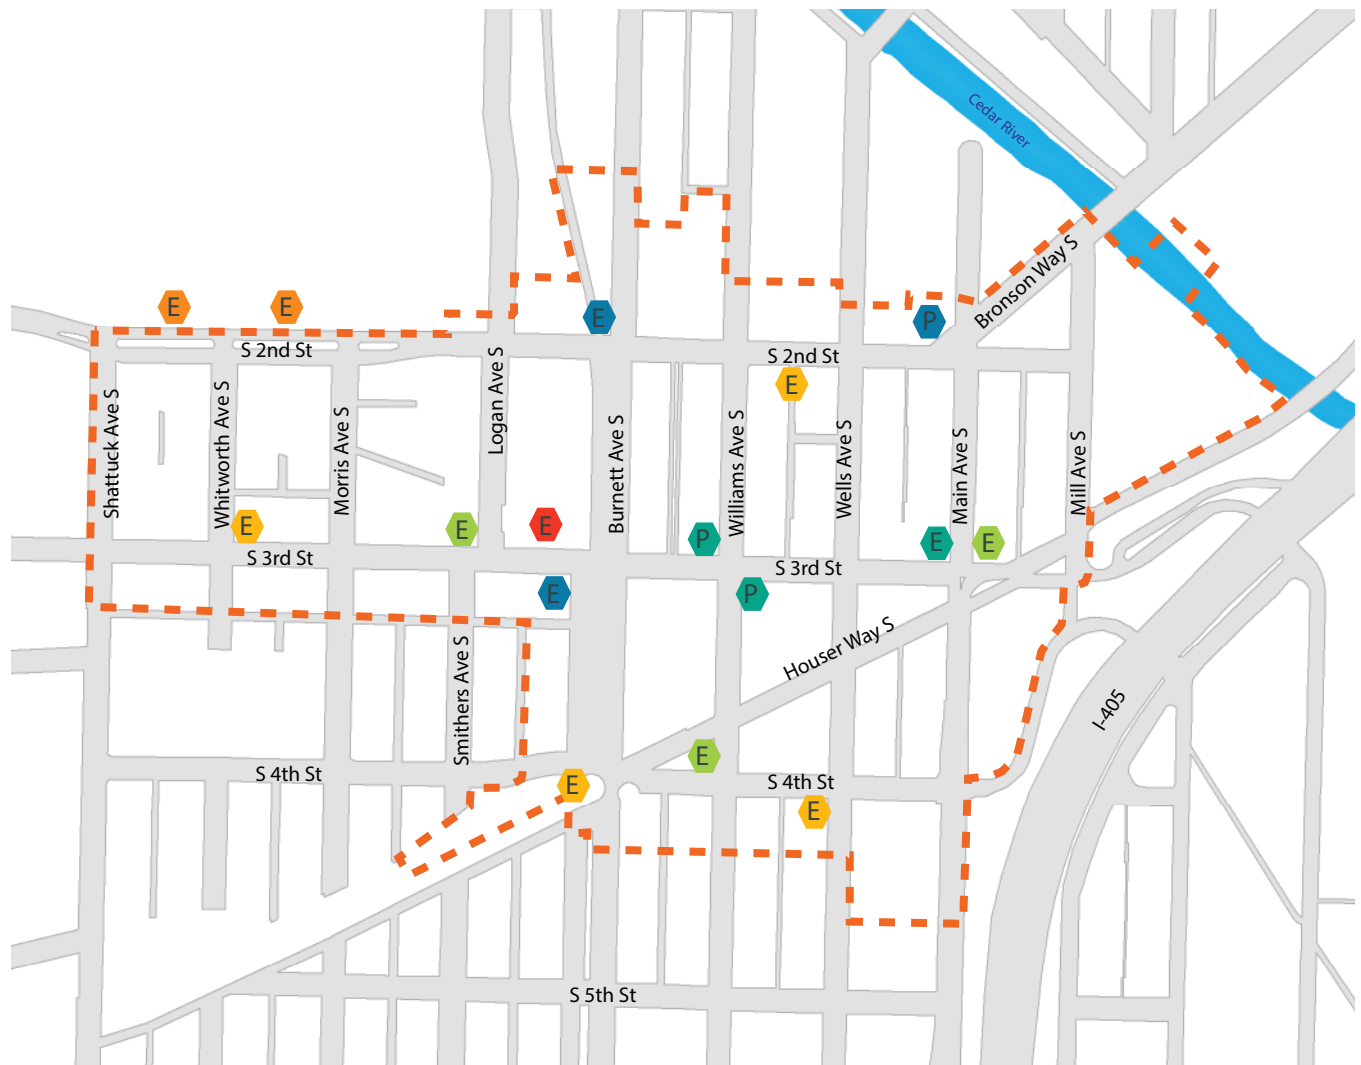 Cedar River
Bronson Way S
E
E
E
P
S 2nd St
S 2nd St
E
Shattuck Ave S
Whitworth Ave S
Morris Ave S
Logan Ave S
Burnett Ave S
Williams Ave S
Wells Ave S
Main Ave S
Mill Ave S
E
E
E
P
E
E
S 3rd St
S 3rd St
E
P
Houser Way S
Smithers Ave S
I-405
E
S 4th St
E
S 4th St
E
S 5th St